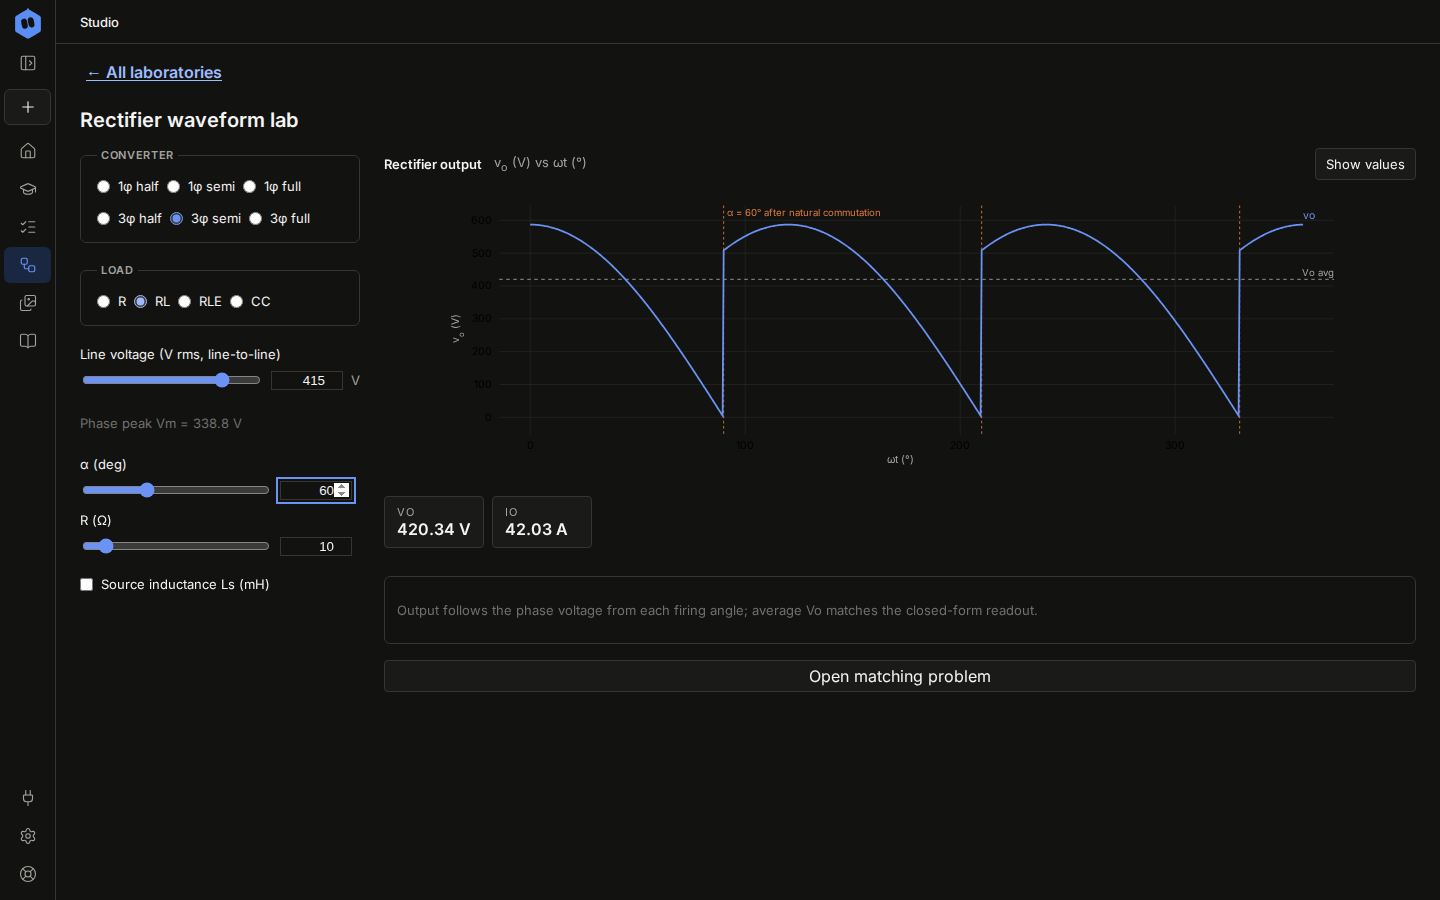 Studio
← All laboratories
Rectifier waveform lab
CONVERTER
1φ half 1φ semi 1φ full
3φ half 3φ semi 3φ full
LOAD
R RL RLE CC
Line voltage (V rms, line-to-line)
415 V
Phase peak Vm = 338.8 V
α (deg)
60
R (Ω)
10
Source inductance Ls (mH)
Rectifier output vo (V) vs ωt (°)
Show values
α = 60° after natural commutation
vo
Vo avg
600
500
400
300
200
100
0
vo (V)
0 100 200 300
ωt (°)
VO
420.34 V
IO
42.03 A
Output follows the phase voltage from each firing angle; average Vo matches the closed-form readout.
Open matching problem